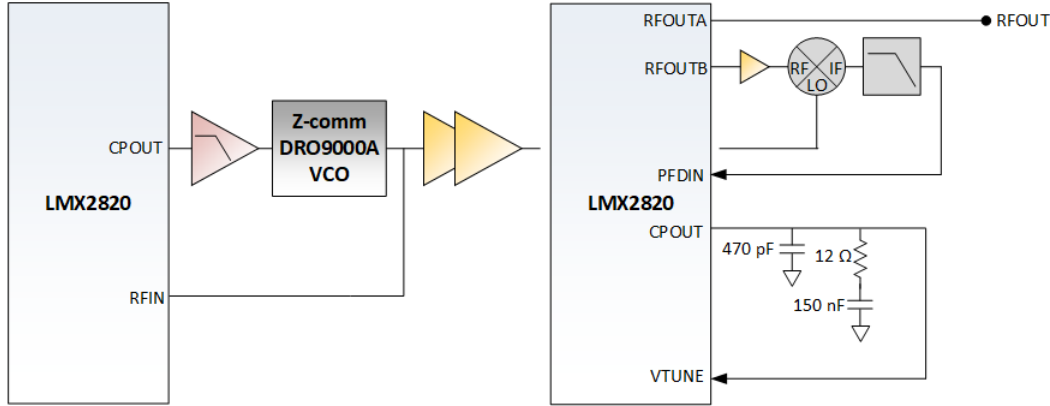 LMX2820
CPOUT
RFIN
Z-comm
DRO9000A
VCO
LMX2820
RFOUTA
RFOUT
RFOUTB
RF
IF
LO
PFDIN
CPOUT
470 pF
12 Ω
150 nF
VTUNE